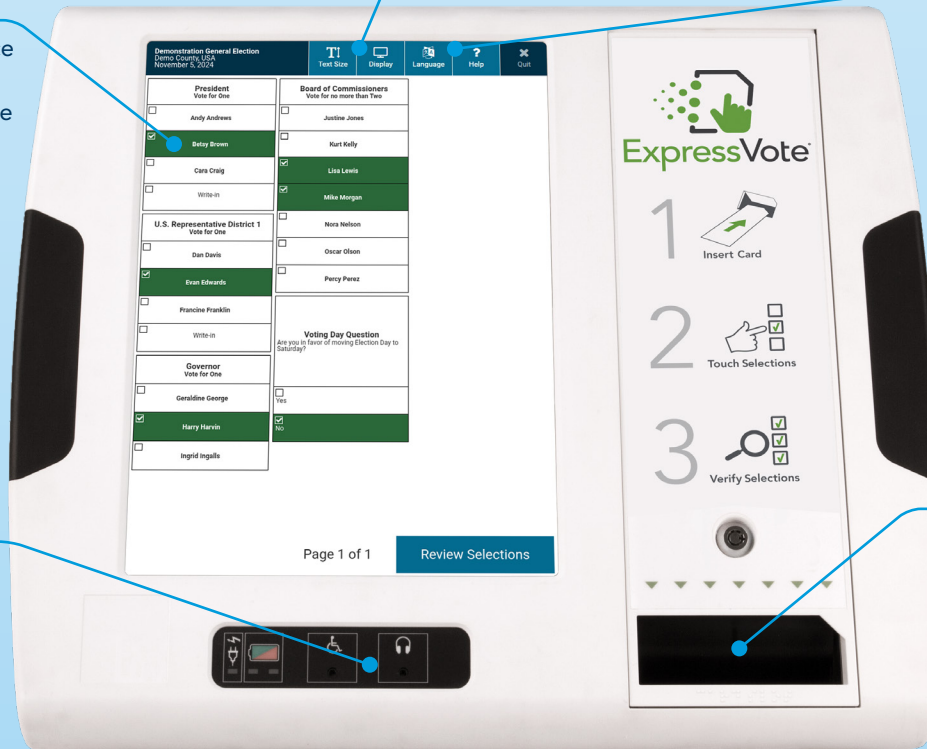 e
e
Demonstration General Election
Demo County, USA
November 5, 2024
Text Size
Display
Language
?
Help
Quit
President
Vote for One
Andy Andrews
Betsy Brown
Cara Craig
Write-in
U.S. Representative District 1
Vote for One
Dan Davis
Evan Edwards
Francine Franklin
Write-in
Governor
Vote for One
Geraldine George
Harry Harvin
Ingrid Ingalls
Board of Commissioners
Vote for no more than Two
Justine Jones
Kurt Kelly
Lisa Lewis
Mike Morgan
Nora Nelson
Oscar Olson
Percy Perez
Voting Day Question
Are you in favor of moving Election Day to
Saturday?
Yes
No
Page 1 of 1
Review Selections
ExpressVote
1
Insert Card
2
Touch Selections
3
Verify Selections